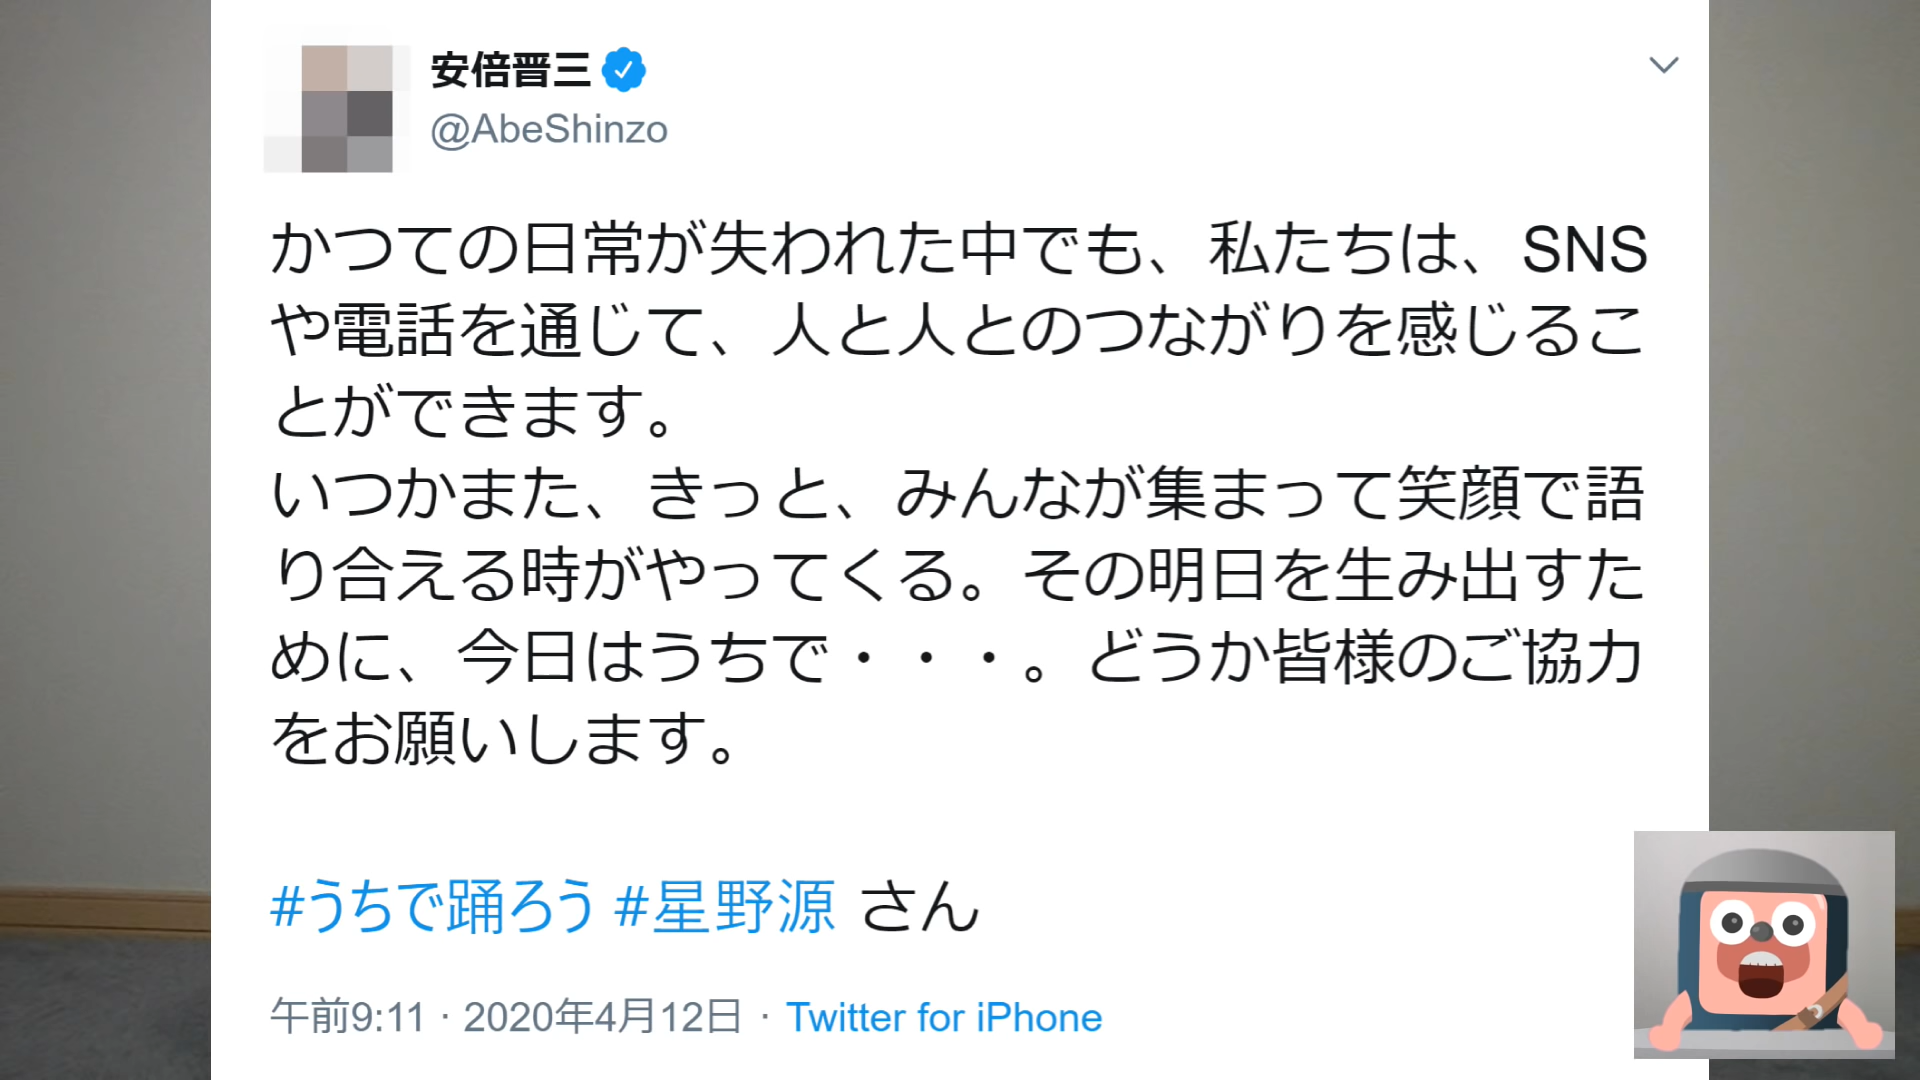 安倍晋三
@AbeShinzo
かつての日常が失われた中でも、私たちは、SNS
や電話を通じて、人と人とのつながりを感じるこ
とができます。
いつかまた、きっと、みんなが集まって笑顔で語
り合える時がやってくる。その明日を生み出すた
めに、今日はうちで・・・。どうか皆様のご協力
をお願いします。
#うちで踊ろう #星野源 さん
午前9:11 · 2020年4月12日 · Twitter for iPhone